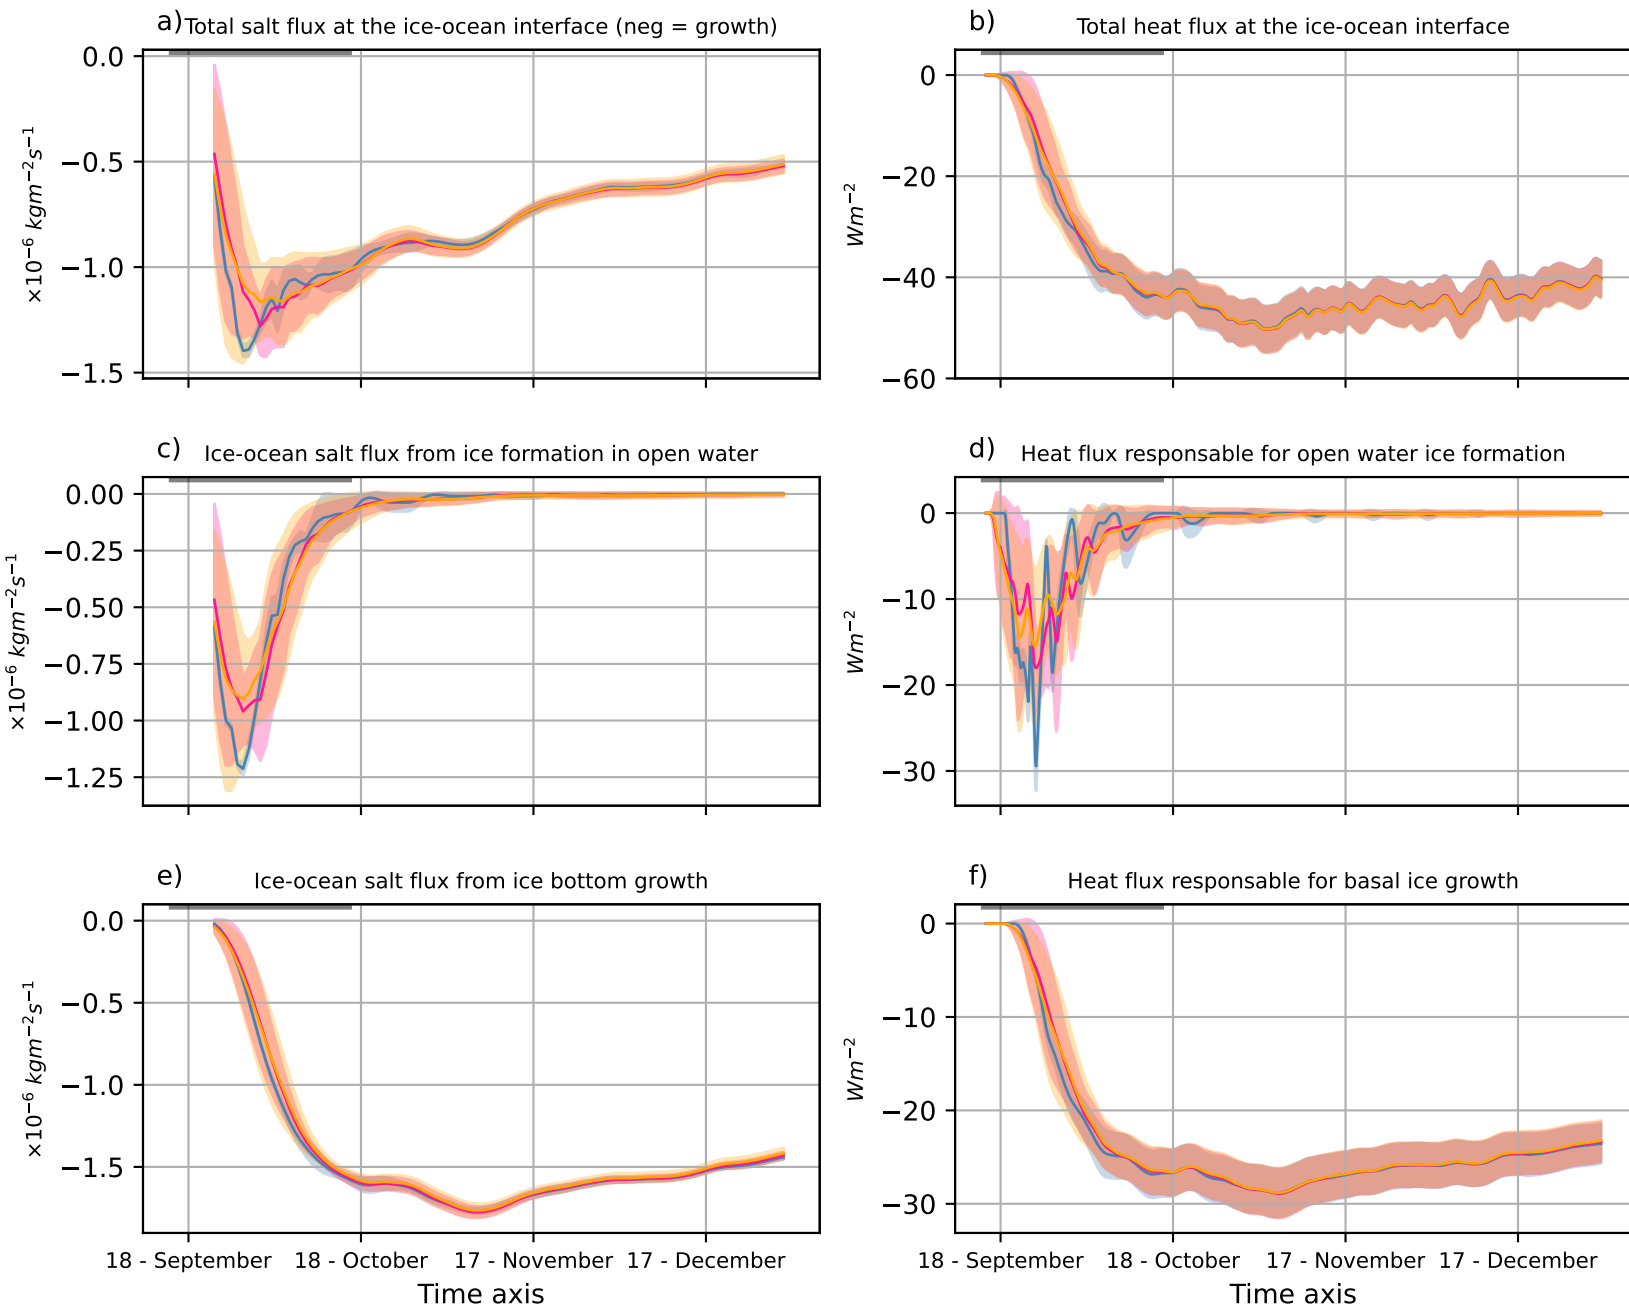 a) Total salt flux at the ice-ocean interface (neg = growth)
0.0
−0.5
−1.0
−1.5
×10⁻⁶ kgm⁻²s⁻¹
b) Total heat flux at the ice-ocean interface
0
−20
−40
−60
Wm⁻²
c) Ice-ocean salt flux from ice formation in open water
0.00
−0.25
−0.50
−0.75
−1.00
−1.25
×10⁻⁶ kgm⁻²s⁻¹
d) Heat flux responsable for open water ice formation
0
−10
−20
−30
Wm⁻²
e) Ice-ocean salt flux from ice bottom growth
0.0
−0.5
−1.0
−1.5
×10⁻⁶ kgm⁻²s⁻¹
18 - September 18 - October 17 - November 17 - December
Time axis
f) Heat flux responsable for basal ice growth
0
−10
−20
−30
Wm⁻²
18 - September 18 - October 17 - November 17 - December
Time axis